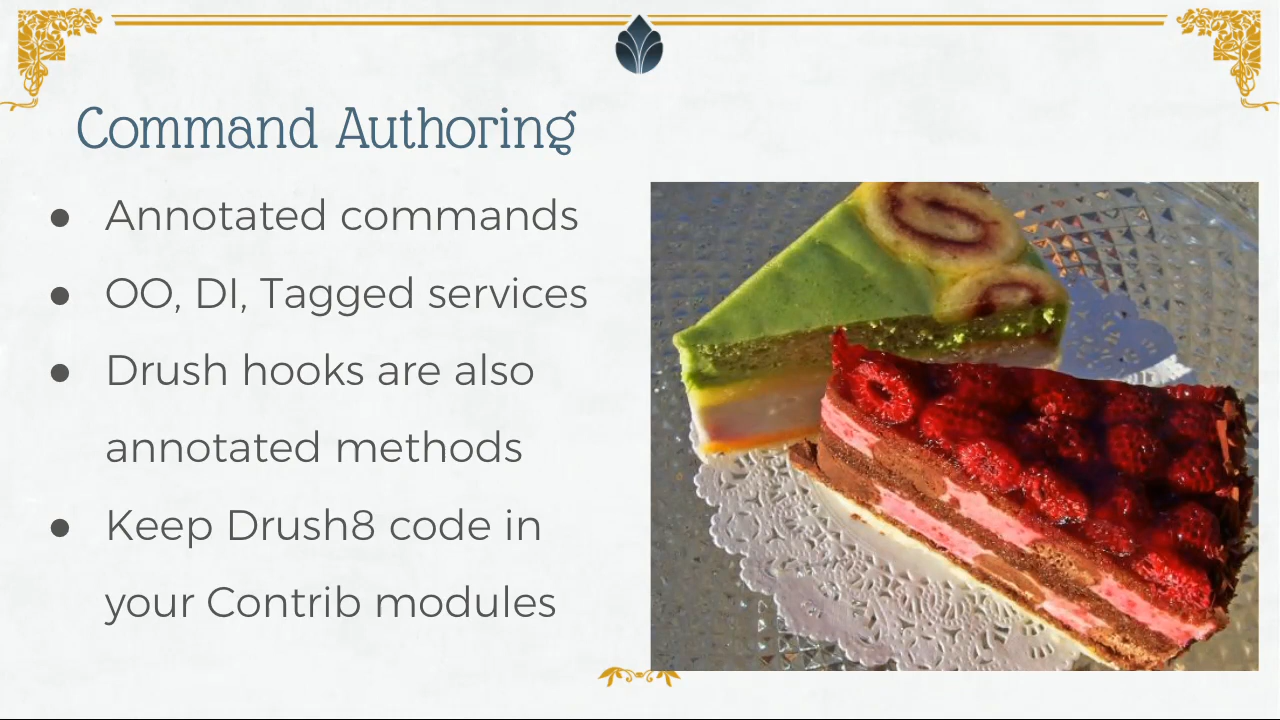 Command Authoring
● Annotated commands
● OO, DI, Tagged services
● Drush hooks are also
annotated methods
● Keep Drush8 code in
your Contrib modules